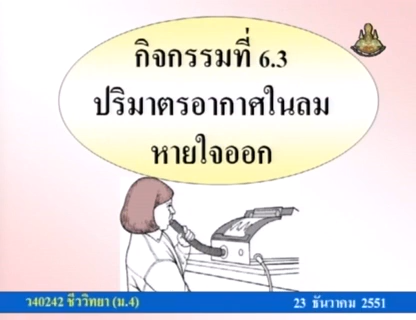 กิจกรรมที่ 6.3
ปริมาตรอากาศในลม
หายใจออก
ว40242 ชีววิทยา (ม.4)
23 ธันวาคม 2551